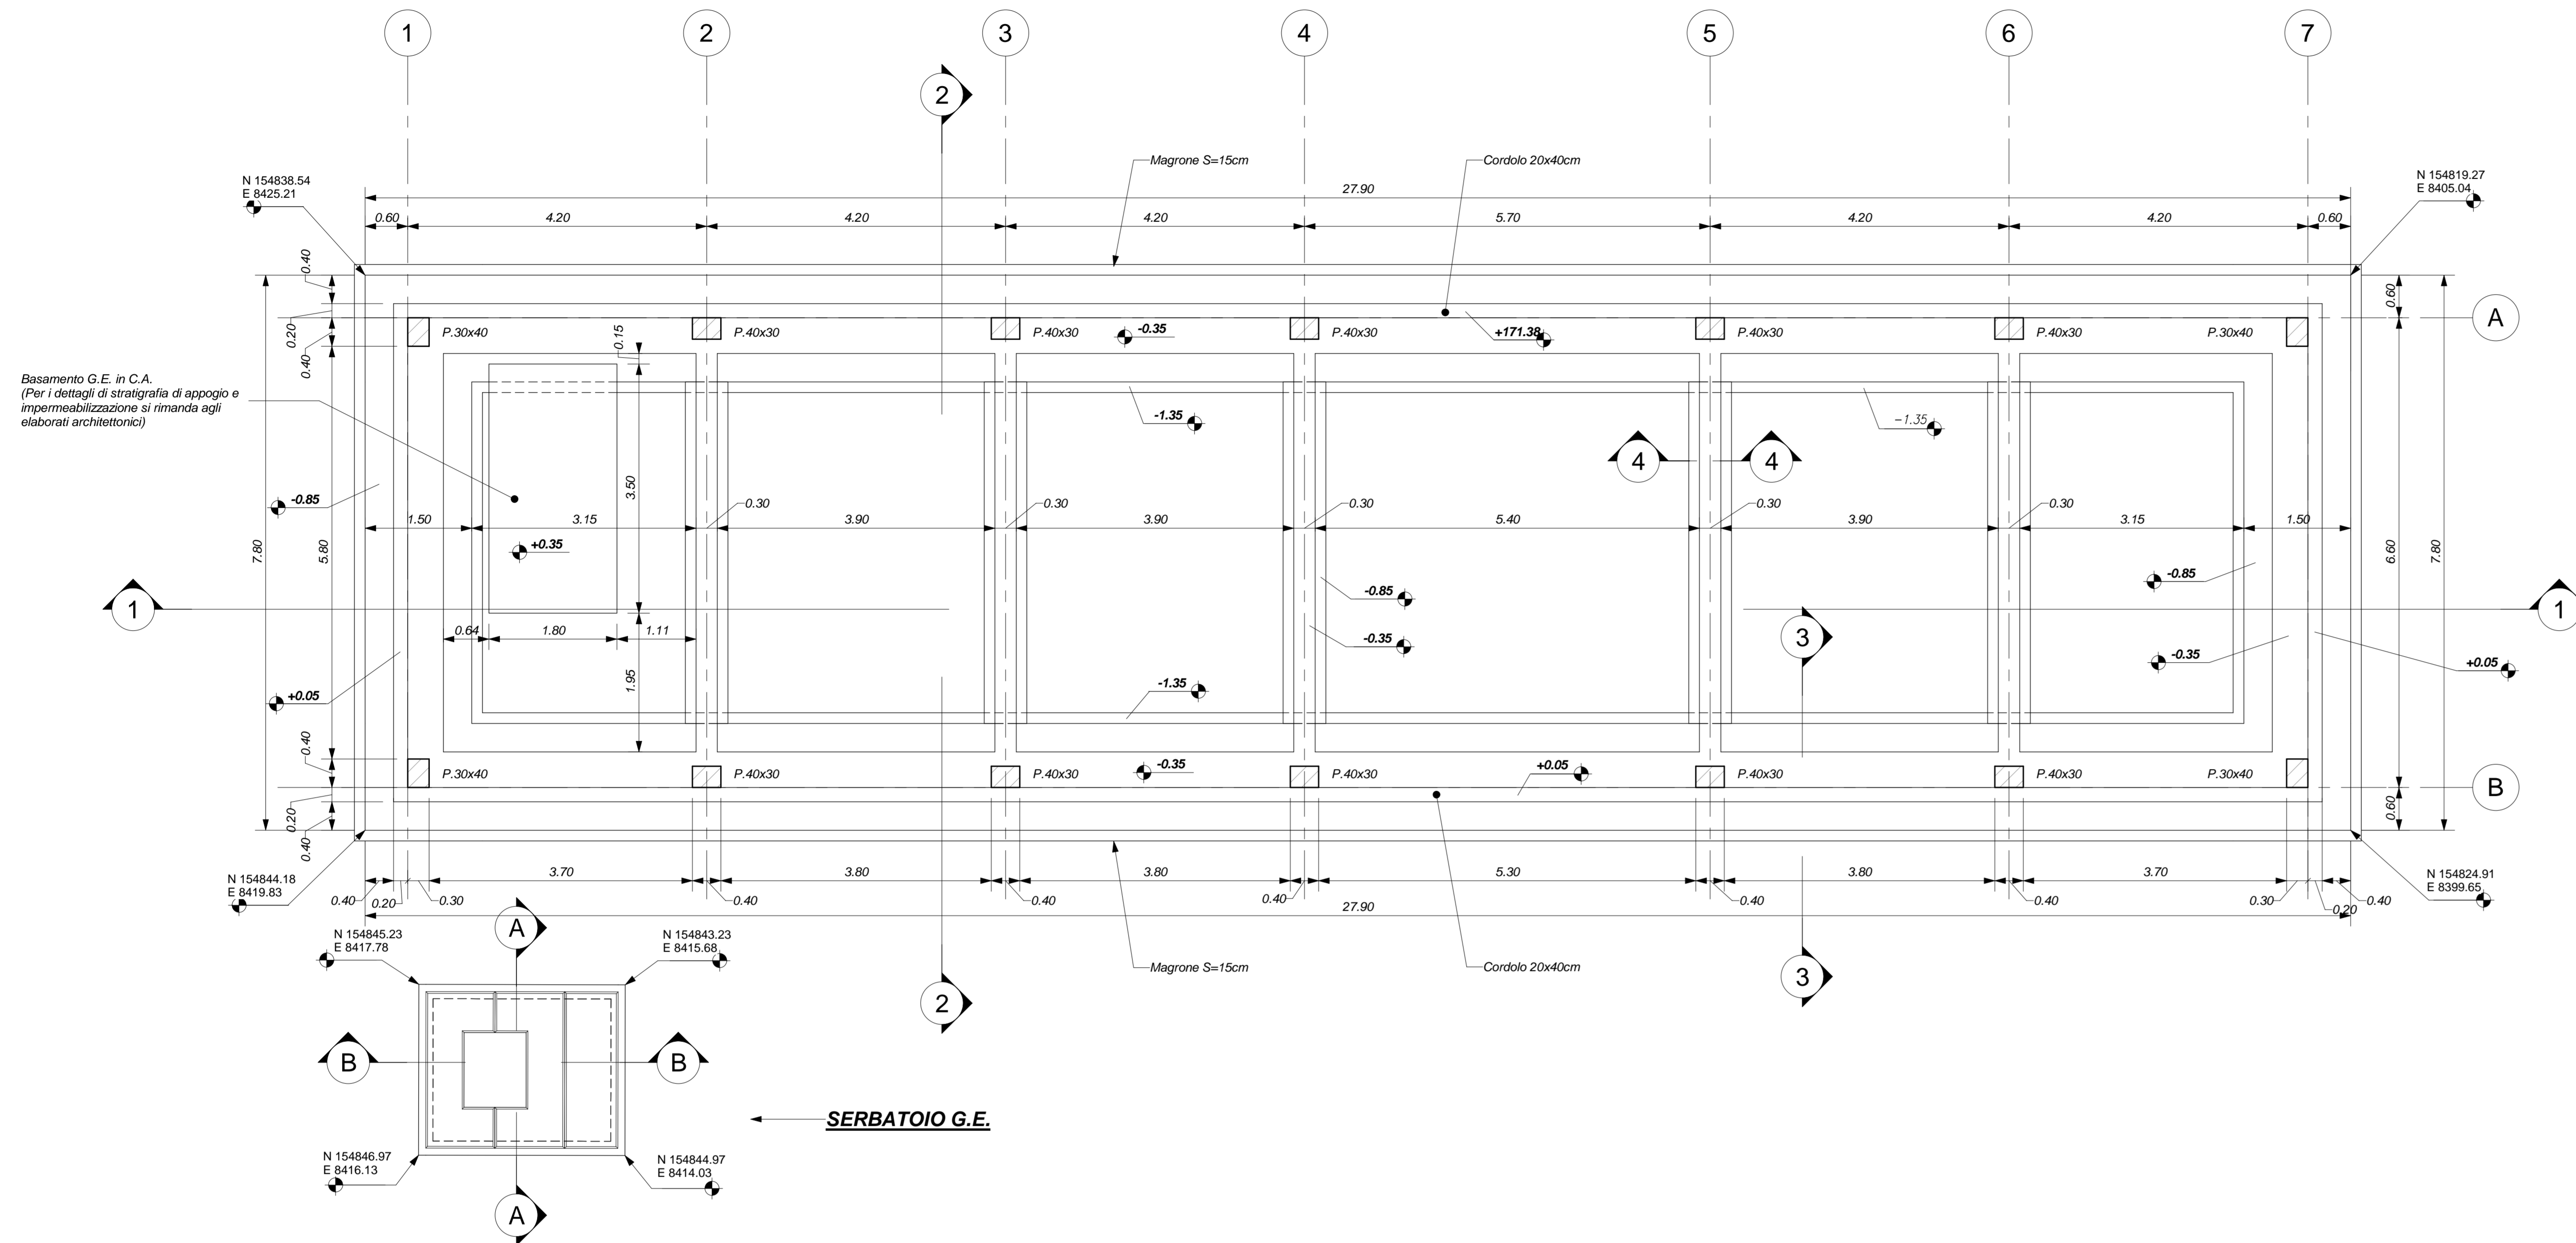 1 2 3 4 5 6 7
2
Magrone S=15cm
Cordolo 20x40cm
N 154838.54
E 8425.21
N 154819.27
E 8405.04
27.90
0.60 4.20 4.20 4.20 5.70 4.20 4.20 0.60
0.40
0.20
0.40
0.15
0.60
A
P.30x40 P.40x30 P.40x30 -0.35 P.40x30 +171.38 P.40x30 P.40x30 P.30x40
Basamento G.E. in C.A.
(Per i dettagli di stratigrafia di appogio e
impermeabilizzazione si rimanda agli
elaborati architettonici)
-1.35
-1.35
4 4
3.50
-0.85
0.30 0.30 0.30 0.30 0.30
1.50 3.15 3.90 3.90 5.40 3.90 3.15 1.50
+0.35
7.80
5.80
6.60
7.80
-0.85
-0.85
1
1
0.64 1.80 1.11
-0.35
3
-0.35
+0.05
1.95
-1.35
+0.05
0.40
0.20
0.40
P.30x40 P.40x30 P.40x30 -0.35 P.40x30 +0.05 P.40x30 P.40x30 P.30x40
B
0.60
N 154844.18
E 8419.83
N 154824.91
E 8399.65
3.70 3.80 3.80 5.30 3.80 3.70
0.40 0.20 0.30 0.40 0.40 0.40 0.40 0.40 0.30 0.20 0.40
27.90
Magrone S=15cm
Cordolo 20x40cm
2
3
N 154845.23
E 8417.78
A
N 154843.23
E 8415.68
B B
SERBATOIO G.E.
N 154846.97
E 8416.13
N 154844.97
E 8414.03
A